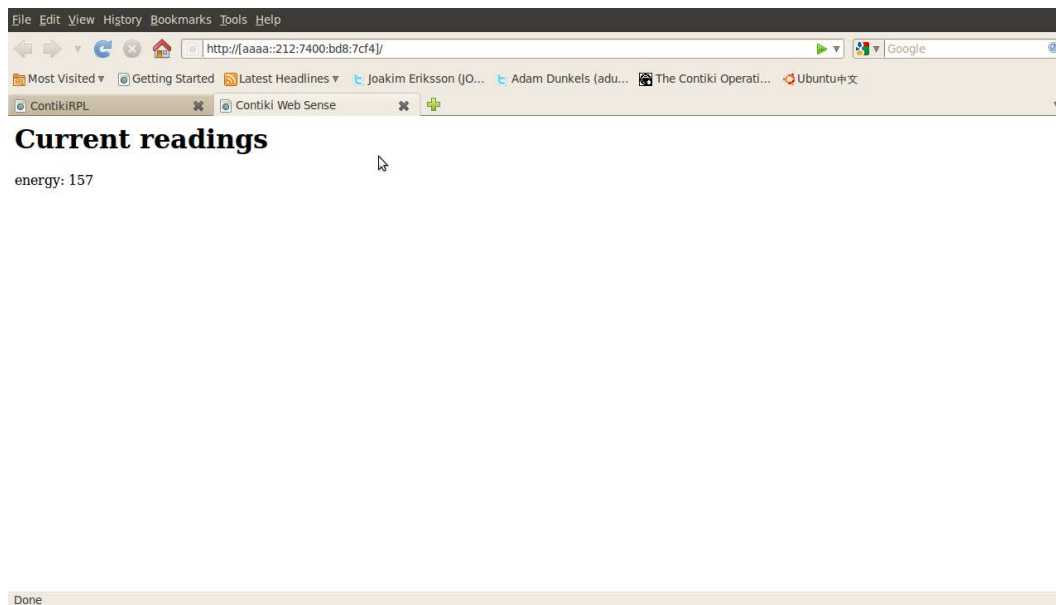 File Edit View History Bookmarks Tools Help
http://[aaaa::212:7400:bd8:7cf4]/ Google
Most Visited Getting Started Latest Headlines Joakim Eriksson (JO... Adam Dunkels (adu... The Contiki Operati... Ubuntu中文
ContikiRPL Contiki Web Sense
Current readings
energy: 157
Done